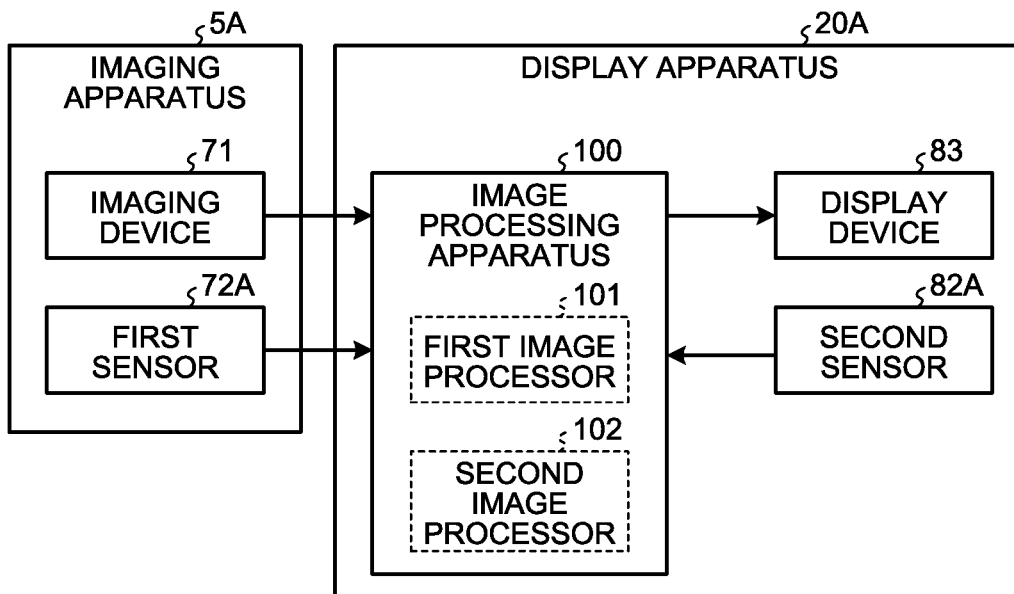 5A
IMAGING
APPARATUS
71
IMAGING
DEVICE
72A
FIRST
SENSOR
20A
DISPLAY APPARATUS
100
IMAGE
PROCESSING
APPARATUS
101
FIRST IMAGE
PROCESSOR
102
SECOND
IMAGE
PROCESSOR
83
DISPLAY
DEVICE
82A
SECOND
SENSOR